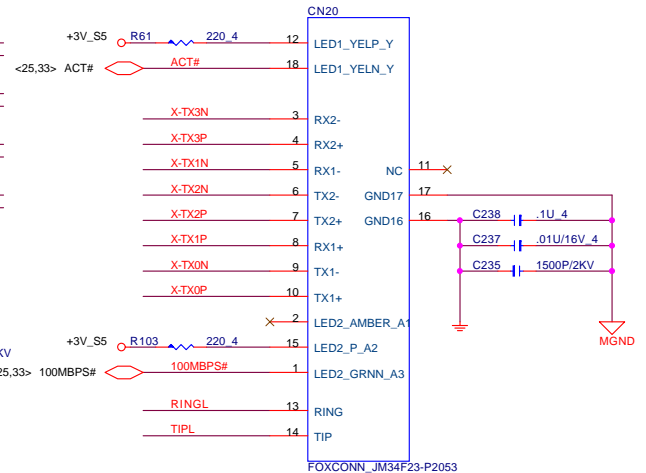 CN20
+3V_S5 R61 220_4 12 LED1_YELP_Y
<25,33> ACT# ACT# 18 LED1_YELN_Y
X-TX3N 3 RX2-
X-TX3P 4 RX2+
X-TX1N 5 RX1- NC 11
X-TX2N 6 TX2- GND17 17
X-TX2P 7 TX2+ GND16 16 C238 .1U_4
X-TX1P 8 RX1+ C237 .01U/16V_4
X-TX0N 9 TX1- C235 1500P/2KV
X-TX0P 10 TX1+
2 LED2_AMBER_A1
MGND
+3V_S5 R103 220_4 15 LED2_P_A2
KV
25,33> 100MBPS# 100MBPS# 1 LED2_GRNN_A3
RINGL 13 RING
TIPL 14 TIP
FOXCONN_JM34F23-P2053